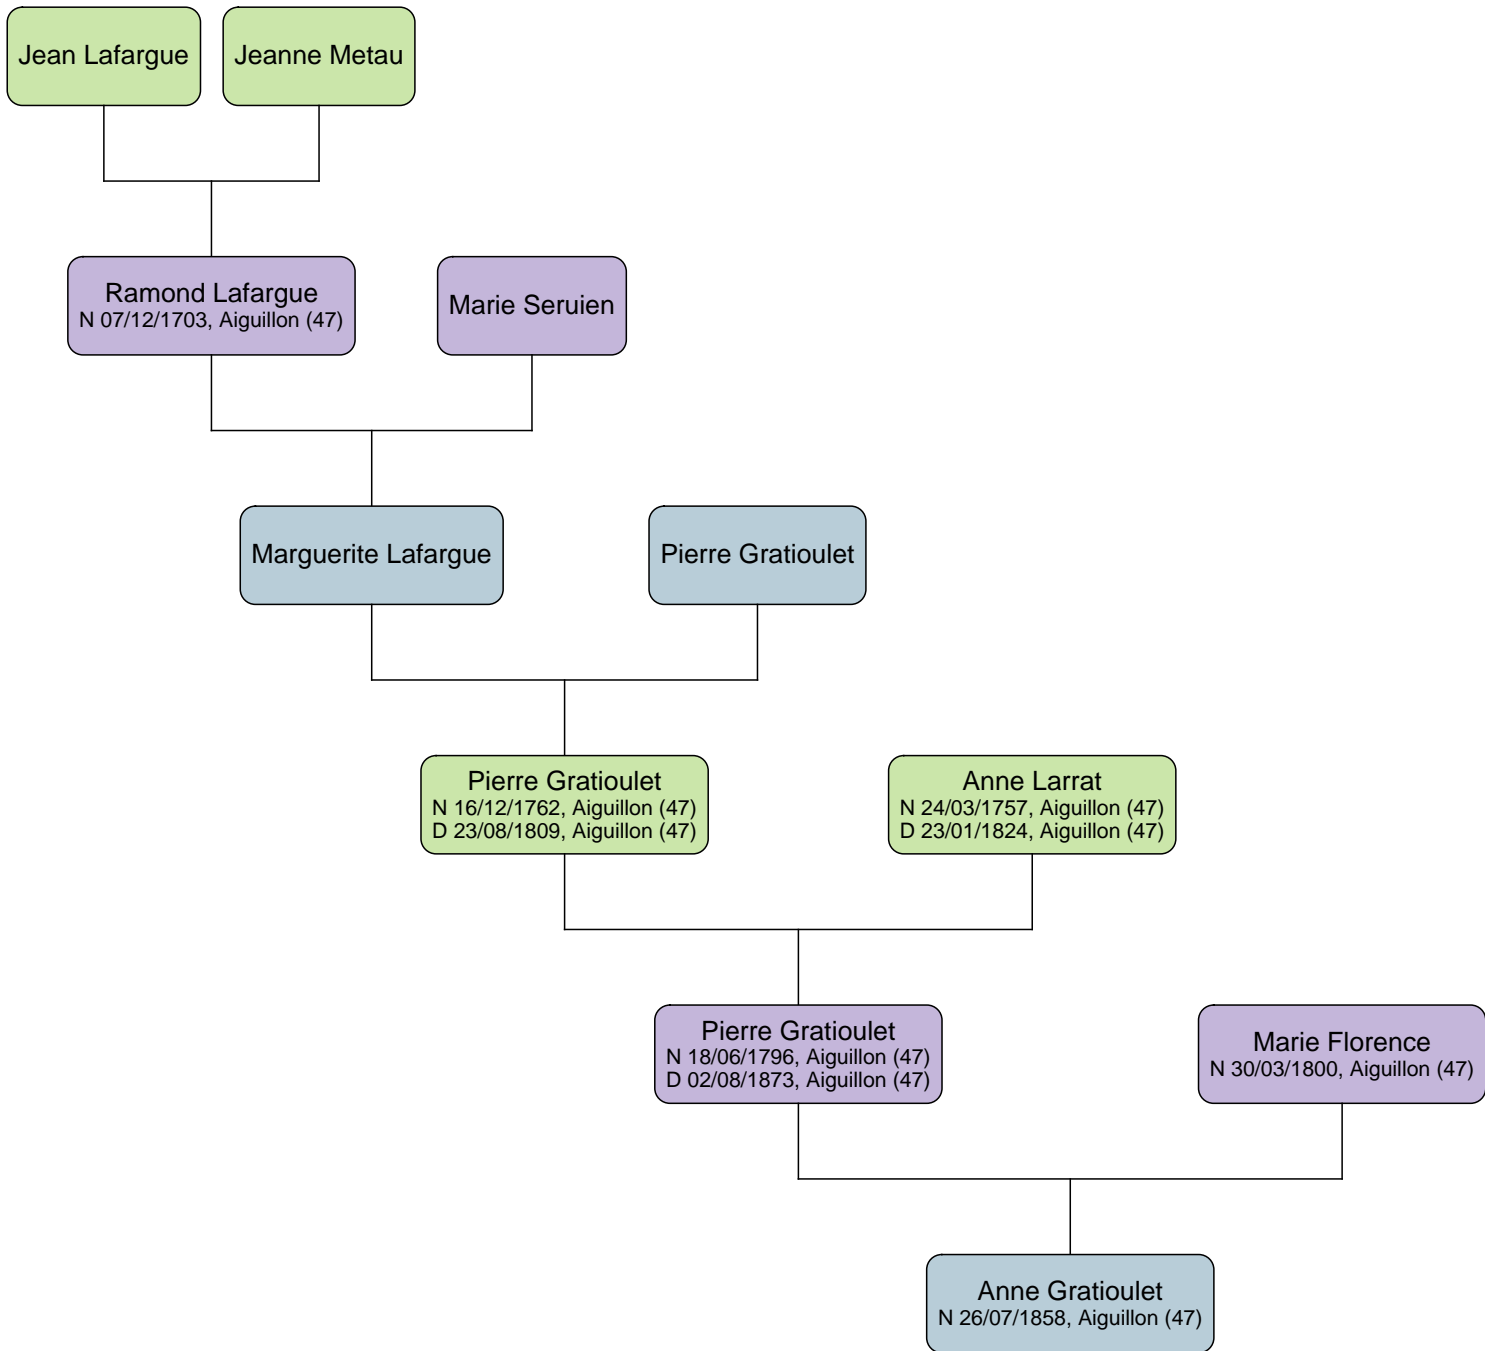 Jean Lafargue
Jeanne Metau
Ramond Lafargue
N 07/12/1703, Aiguillon (47)
Marie Seruien
Marguerite Lafargue
Pierre Gratioulet
Pierre Gratioulet
N 16/12/1762, Aiguillon (47)
D 23/08/1809, Aiguillon (47)
Anne Larrat
N 24/03/1757, Aiguillon (47)
D 23/01/1824, Aiguillon (47)
Pierre Gratioulet
N 18/06/1796, Aiguillon (47)
D 02/08/1873, Aiguillon (47)
Marie Florence
N 30/03/1800, Aiguillon (47)
Anne Gratioulet
N 26/07/1858, Aiguillon (47)